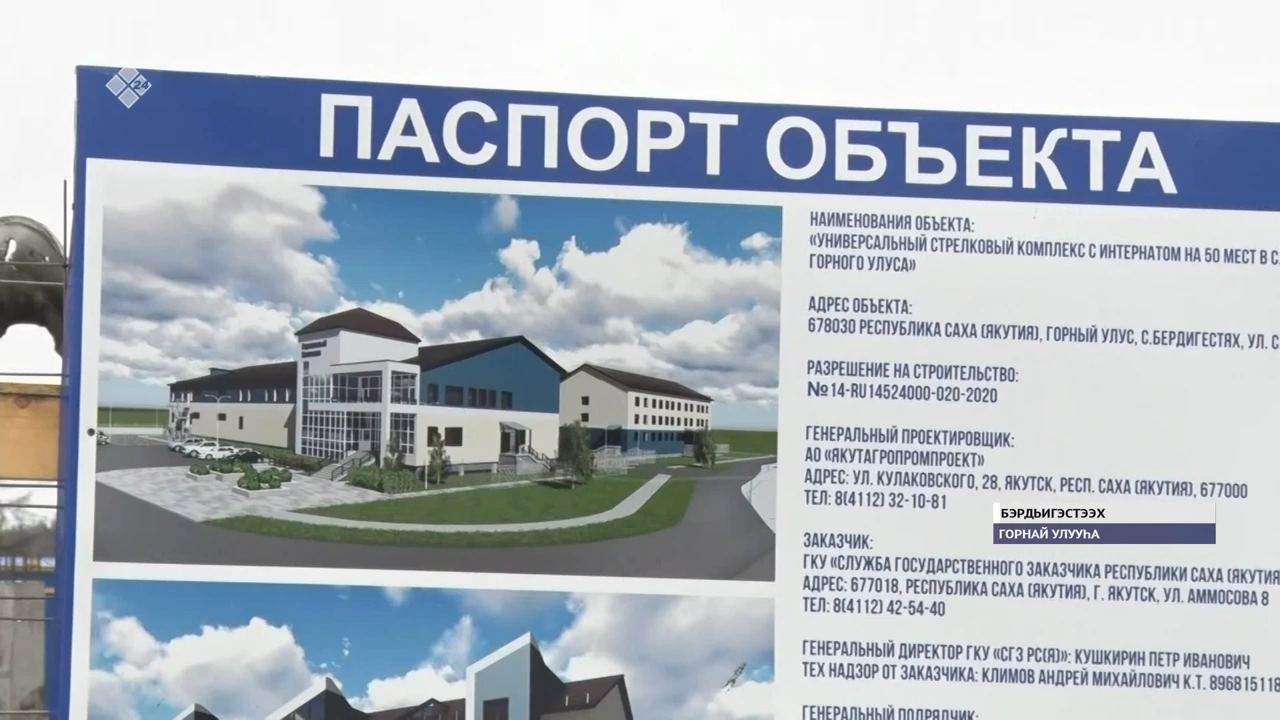 24
ПАСПОРТ ОБЪЕКТА
НАИМЕНОВАНИЯ ОБЪЕКТА:
«УНИВЕРСАЛЬНЫЙ СТРЕЛКОВЫЙ КОМПЛЕКС С ИНТЕРНАТОМ НА 50 МЕСТ В С.
ГОРНОГО УЛУСА»
АДРЕС ОБЪЕКТА:
678030 РЕСПУБЛИКА САХА (ЯКУТИЯ), ГОРНЫЙ УЛУС, С.БЕРДИГЕСТЯХ, УЛ. С
РАЗРЕШЕНИЕ НА СТРОИТЕЛЬСТВО:
№14-RU14524000-020-2020
ГЕНЕРАЛЬНЫЙ ПРОЕКТИРОВЩИК:
АО «ЯКУТАГРОПРОМПРОЕКТ»
АДРЕС: УЛ. КУЛАКОВСКОГО, 28, ЯКУТСК, РЕСП. САХА (ЯКУТИЯ), 677000
ТЕЛ: 8(4112) 32-10-81
БЭРДЬИГЭСТЭЭХ
ГОРНАЙ УЛУУҺА
ЗАКАЗЧИК:
ГКУ «СЛУЖБА ГОСУДАРСТВЕННОГО ЗАКАЗЧИКА РЕСПУБЛИКИ САХА (ЯКУТИЯ
АДРЕС: 677018, РЕСПУБЛИКА САХА (ЯКУТИЯ), Г. ЯКУТСК, УЛ. АММОСОВА 8
ТЕЛ: 8(4112) 42-54-40
ГЕНЕРАЛЬНЫЙ ДИРЕКТОР ГКУ «СГЗ РС(Я)»: КУШКИРИН ПЕТР ИВАНОВИЧ
ТЕХ НАДЗОР ОТ ЗАКАЗЧИКА: КЛИМОВ АНДРЕЙ МИХАЙЛОВИЧ К.Т. 896815118
ГЕНЕРАЛЬНЫЙ ПОДРЯДЧИК: